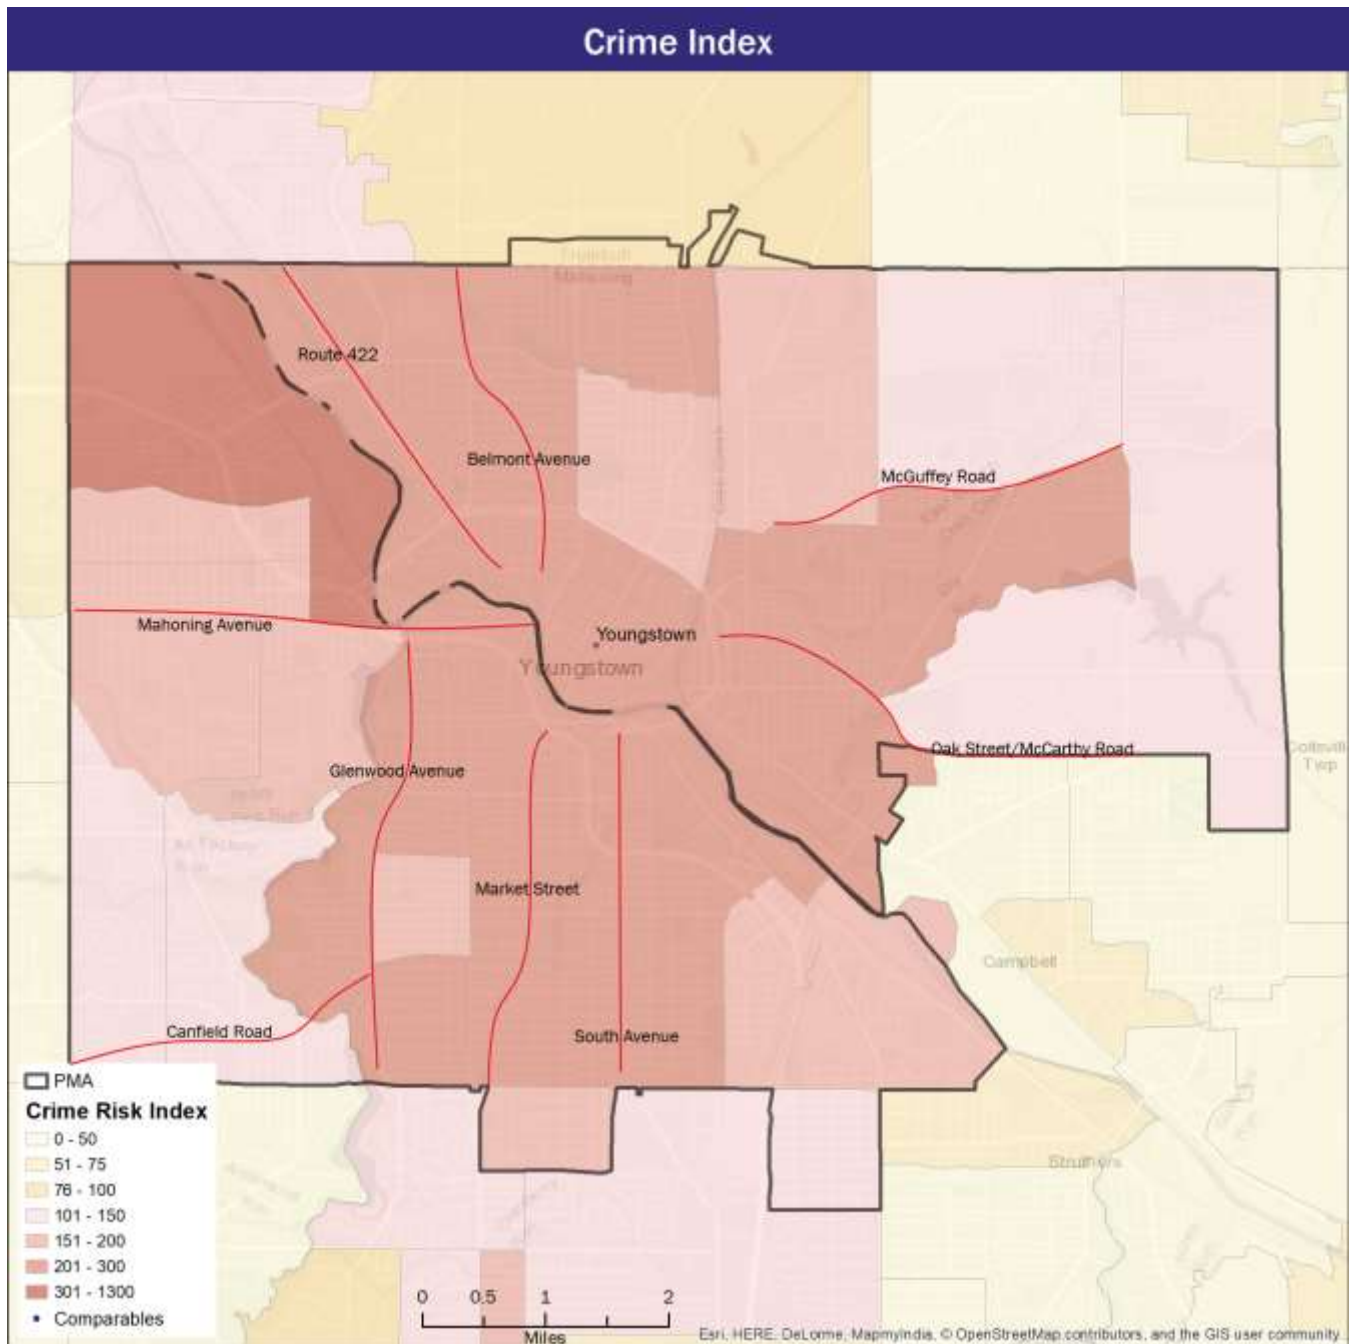 Crime Index
Route 422
Belmont Avenue
McGuffey Road
Mahoning Avenue
Youngstown
Youngstown
Oak Street/McCarthy Road
Twp
Glenwood Avenue
Market Street
Campbell
Canfield Road
South Avenue
PMA
Crime Risk Index
0 - 50
51 - 75
76 - 100
101 - 150
151 - 200
201 - 300
301 - 1300
Comparables
Struthers
0 0.5 1 2
Miles
Esri, HERE, DeLorme, MapmyIndia, © OpenStreetMap contributors, and the GIS user community